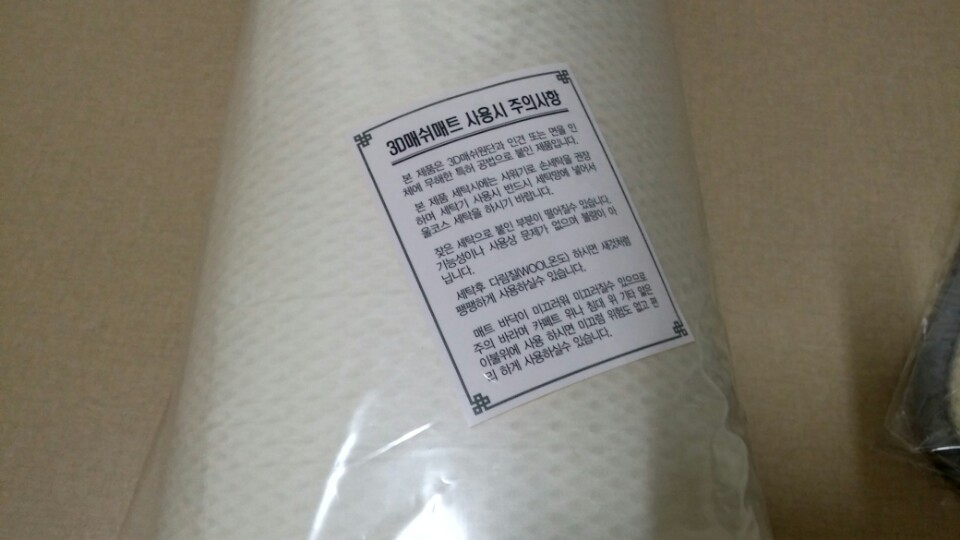 3D매쉬매트 사용시 주의사항
본 제품은 3D매쉬원단과 인견 또는 면을 인
체에 무해한 특허 공법으로 붙인 제품입니다.
본 제품 세탁시에는 샤워기로 손세탁을 권장
하며 세탁기 사용시 반드시 세탁망에 넣어서
울코스 세탁을 하시기 바랍니다.
잦은 세탁으로 붙인 부분이 떨어질수 있습니다.
기능성이나 사용상 문제가 없으며 불량이 아
닙니다.
세탁후 다림질(WOOL온도) 하시면 새것처럼
땡땡하게 사용하실수 있습니다.
매트 바닥이 미끄러워 미끄러질수 있으므로
주의 바라며 카페트 위나 침대 위 기타 얇은
이불위에 사용 하시면 미끄럼 위험도 없고 편
리 하게 사용하실수 있습니다.